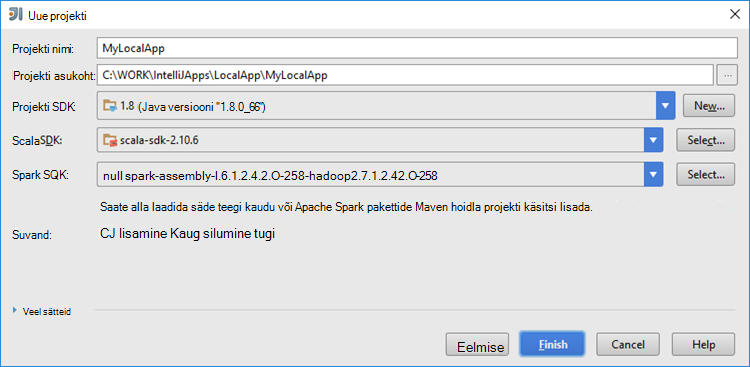 Uue projekti
Projekti nimi: MyLocalApp
Projekti asukoht: C:\WORK\IntelliJApps\LocalApp\MyLocalApp ...
Projekti SDK: 1.8 (Java versiooni "1.8.0_66") New...
ScalaSDK: scala-sdk-2.10.6 Select...
Spark SQK: null spark-assembly-l.6.1.2.4.2.O-258-hadoop2.7.1.2.42.O-258 Select...
Saate alla laadida säde teegi kaudu või Apache Spark pakettide Maven hoidla projekti käsitsi lisada.
Suvand: CJ lisamine Kaug silumine tugi
Veel sätteid
Eelmise Finish Cancel Help